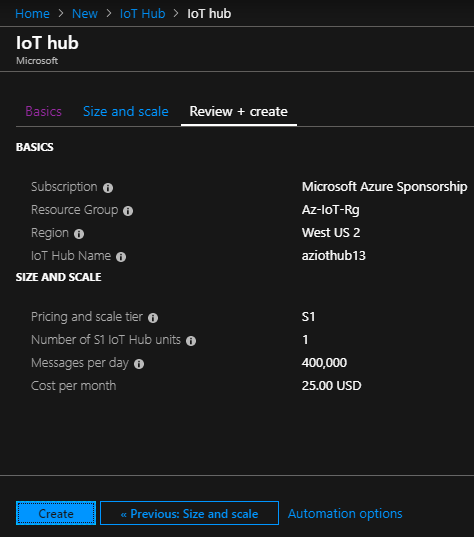 Home > New > IoT Hub > IoT hub
IoT hub
Microsoft
Basics Size and scale Review + create
BASICS
Subscription Microsoft Azure Sponsorship
Resource Group Az-IoT-Rg
Region West US 2
IoT Hub Name aziothub13
SIZE AND SCALE
Pricing and scale tier S1
Number of S1 IoT Hub units 1
Messages per day 400,000
Cost per month 25.00 USD
Create « Previous: Size and scale Automation options